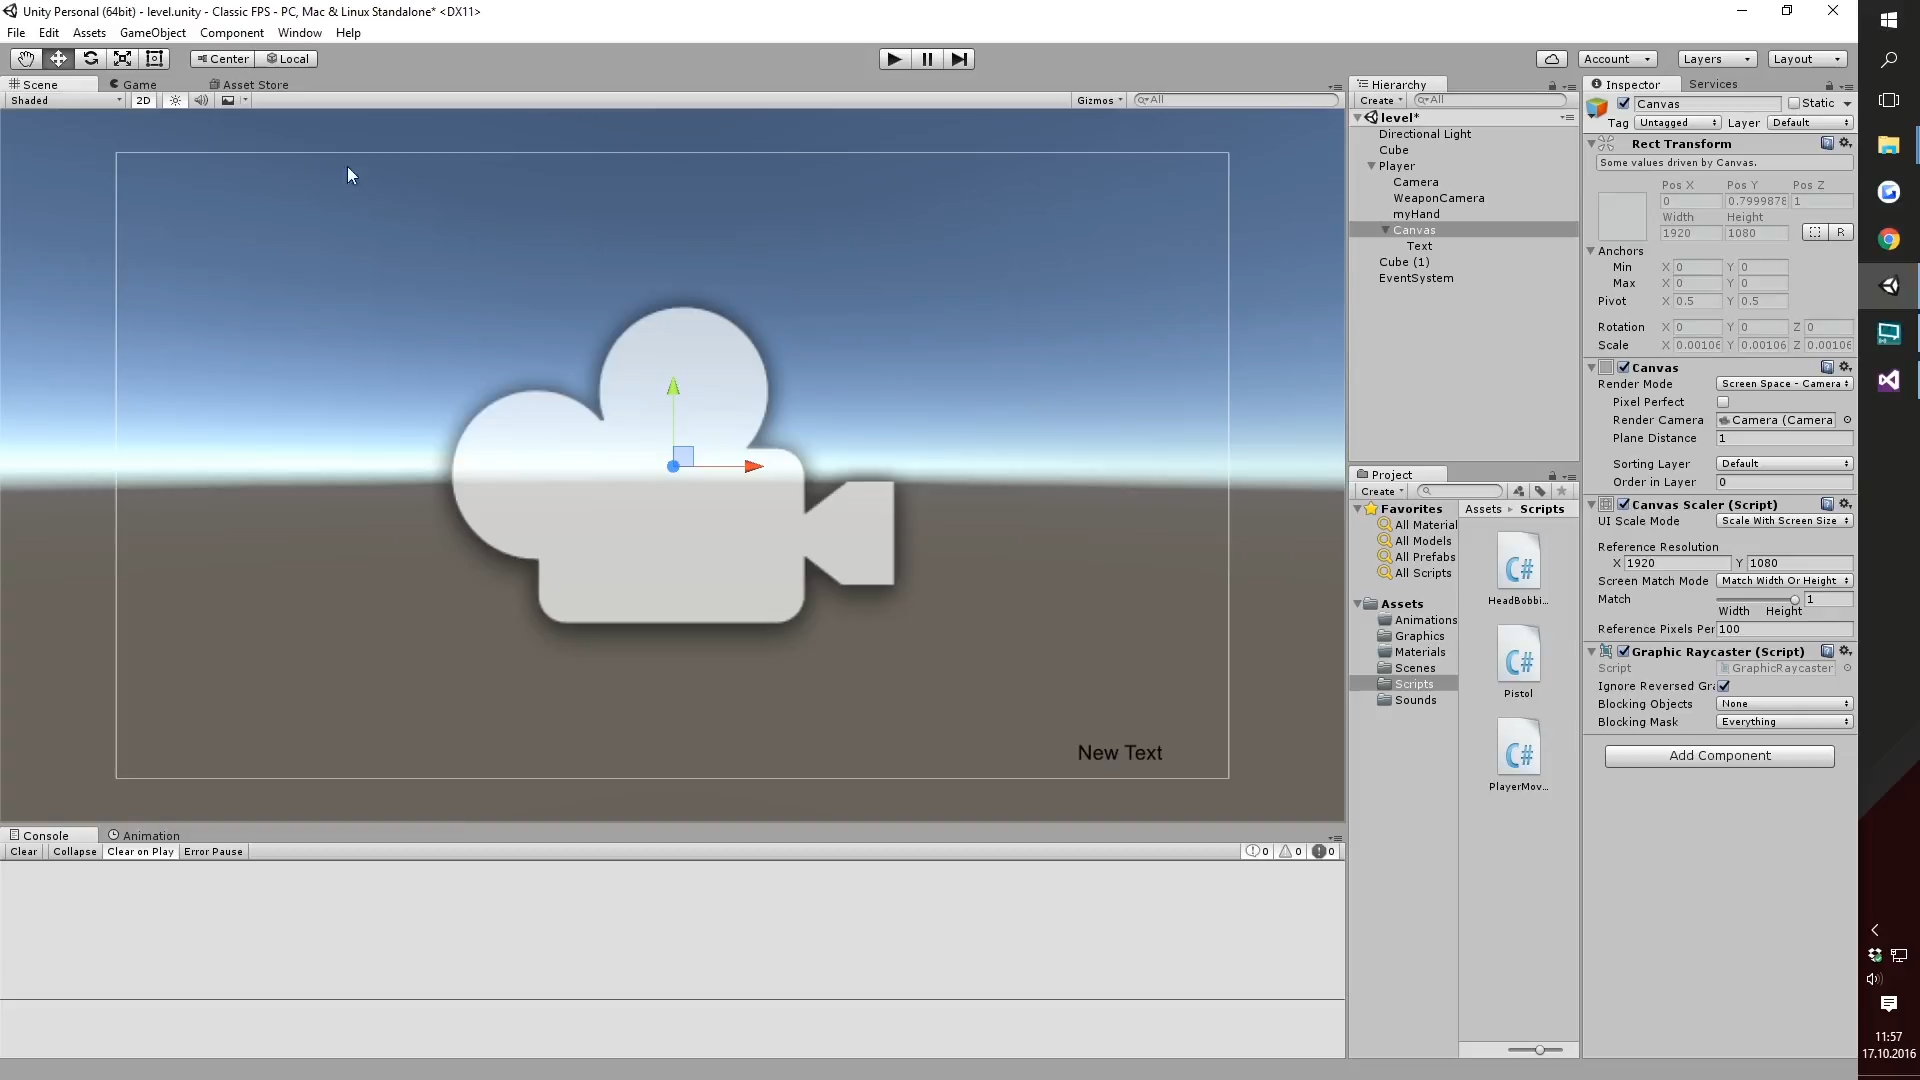 Unity Personal (64bit) - level.unity - Classic FPS - PC, Mac & Linux Standalone* <DX11>
File Edit Assets GameObject Component Window Help
Center Local
Account Layers Layout
Scene Game Asset Store
Shaded 2D Gizmos All
New Text
Console Animation
Clear Collapse Clear on Play Error Pause 0 0 0
Hierarchy
Create All
level*
Directional Light
Cube
Player
Camera
WeaponCamera
myHand
Canvas
Text
Cube (1)
EventSystem
Project
Create
Favorites
All Material
All Models
All Prefabs
All Scripts
Assets
Animations
Graphics
Materials
Scenes
Scripts
Sounds
Assets Scripts
C#
HeadBobbi...
C#
Pistol
C#
PlayerMov...
Inspector Services
Canvas Static
Tag Untagged Layer Default
Rect Transform
Some values driven by Canvas.
Pos X Pos Y Pos Z
0 0.7999878 1
Width Height
1920 1080 R
Anchors
Min X 0 Y 0
Max X 0 Y 0
Pivot X 0.5 Y 0.5
Rotation X 0 Y 0 Z 0
Scale X 0.00106 Y 0.00106 Z 0.00106
Canvas
Render Mode Screen Space - Camera
Pixel Perfect
Render Camera Camera (Camera
Plane Distance 1
Sorting Layer Default
Order in Layer 0
Canvas Scaler (Script)
UI Scale Mode Scale With Screen Size
Reference Resolution
X 1920 Y 1080
Screen Match Mode Match Width Or Height
Match 1
Width Height
Reference Pixels Per 100
Graphic Raycaster (Script)
Script GraphicRaycaster
Ignore Reversed Gra
Blocking Objects None
Blocking Mask Everything
Add Component
11:57
17.10.2016